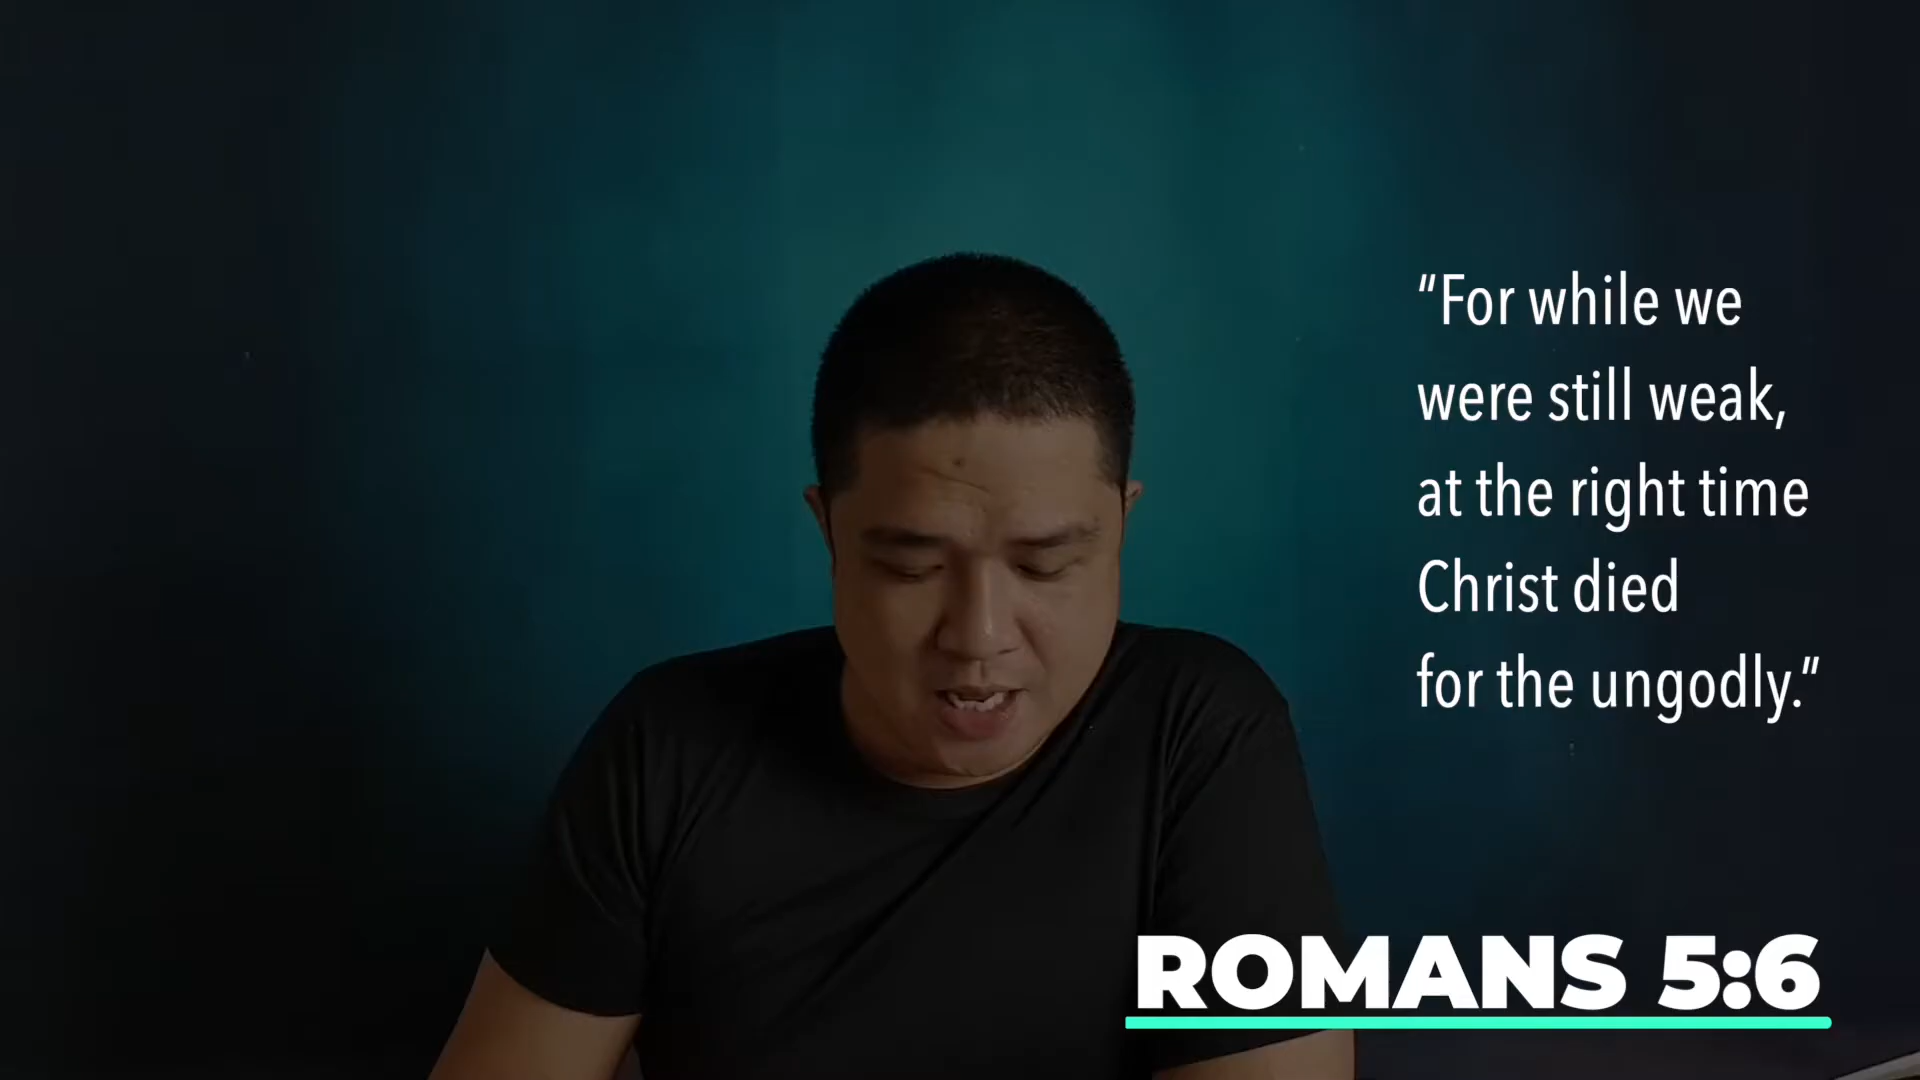 “For while we
were still weak,
at the right time
Christ died
for the ungodly.”
ROMANS 5:6